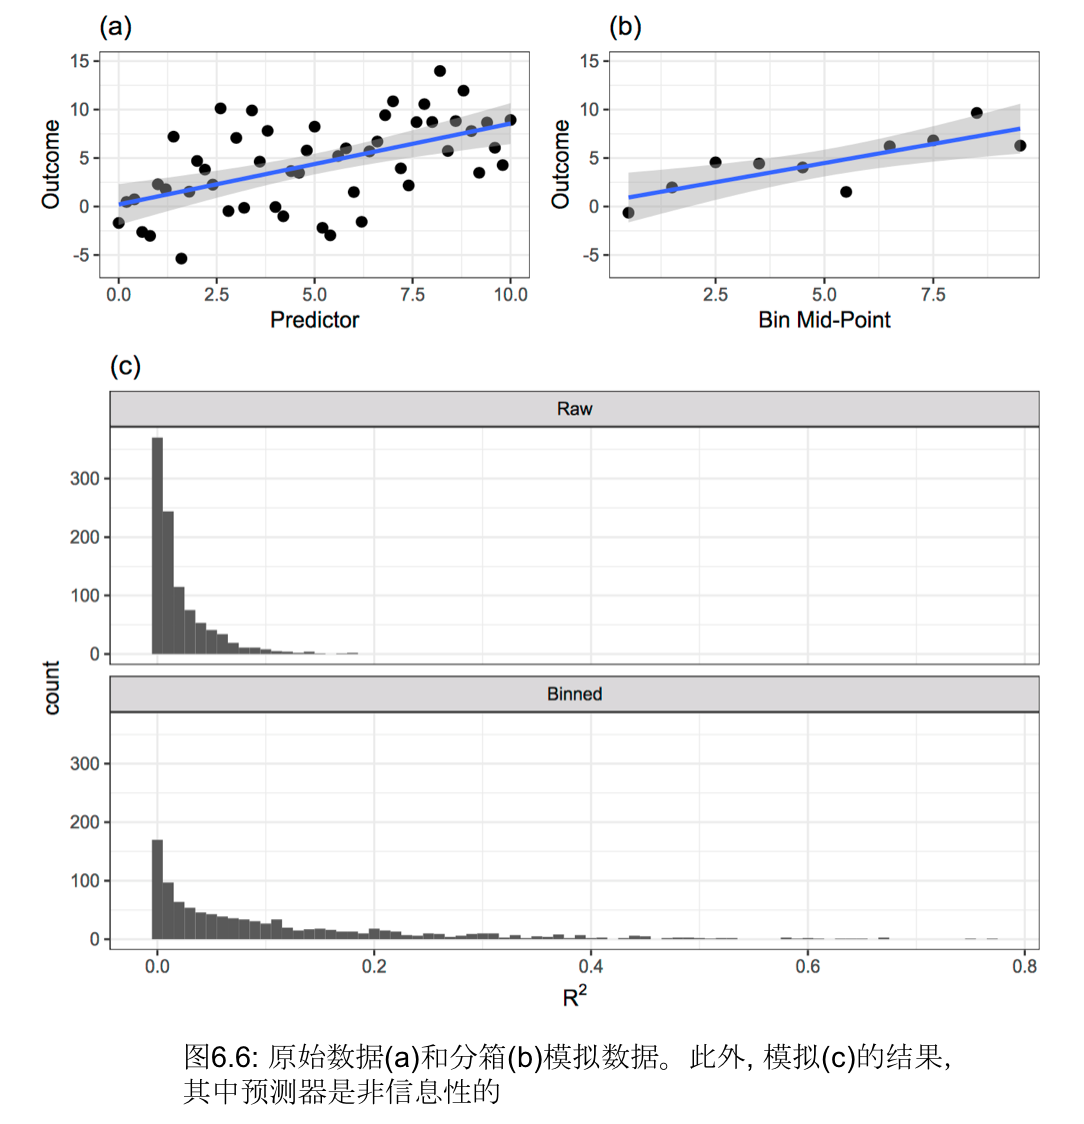 (a)
(b)
15
10
5
0
-5
Outcome
0.0 2.5 5.0 7.5 10.0
Predictor
15
10
5
0
-5
Outcome
2.5 5.0 7.5
Bin Mid-Point
(c)
Raw
300
200
100
0
count
Binned
300
200
100
0
0.0 0.2 0.4 0.6 0.8
R²
图6.6: 原始数据(a)和分箱(b)模拟数据。此外, 模拟(c)的结果,
其中预测器是非信息性的